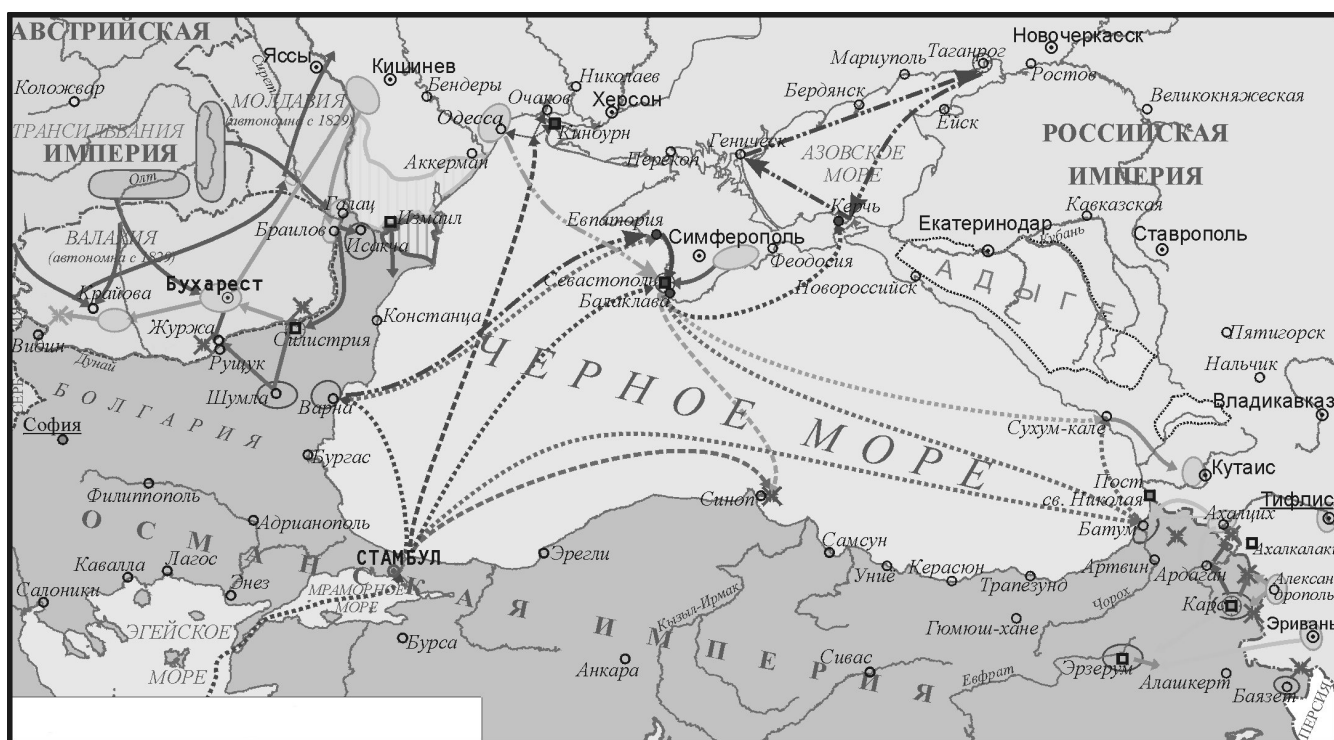 АВСТРИЙСКАЯ
ИМПЕРИЯ
ТРАНСИЛЬВАНИЯ
Коложвар
Яссы
Сирет
МОЛДАВИЯ
(автономна с 1829)
Кишинев
Бендеры
Николаев
Очаков
Херсон
Одесса
Кинбурн
Аккерман
Перекоп
Геническ
Мариуполь
Бердянск
Таганрог
Новочеркасск
Ростов
Ейск
Великокняжеская
РОССИЙСКАЯ
ИМПЕРИЯ
АЗОВСКОЕ
МОРЕ
Керчь
Кавказская
Екатеринодар
Кубань
Ставрополь
Олт
ВАЛАХИЯ
(автономна с 1829)
Галац
Браилов
Измаил
Исакча
Евпатория
Симферополь
Феодосия
Севастополь
Балаклава
Новороссийск
АДЫГЕ
Бухарест
Крайова
Журжа
Рущук
Силистрия
Констанца
Видин
Дунай
Шумла
Варна
Пятигорск
Нальчик
Владикавказ
БОЛГАРИЯ
София
Бургас
ЧЕРНОЕ МОРЕ
Сухум-кале
Кутаис
Пост
св. Николая
Тифлис
Батум
Ахалцих
Ахалкалаки
Филиппополь
Адрианополь
Синоп
СТАМБУЛ
Эрегли
Самсун
Уние
Керасун
Трапезунд
Артвин
Ардаган
Чорох
Карс
Александрополь
Эривань
Кавалла
Лагос
Энез
Салоники
МРАМОРНОЕ
МОРЕ
ЭГЕЙСКОЕ
МОРЕ
ОСМАНСКАЯ ИМПЕРИЯ
Бурса
Анкара
Кызыл-Ирмак
Сивас
Гюмюш-хане
Евфрат
Эрзерум
Алашкерт
Баязет
ПЕРСИЯ